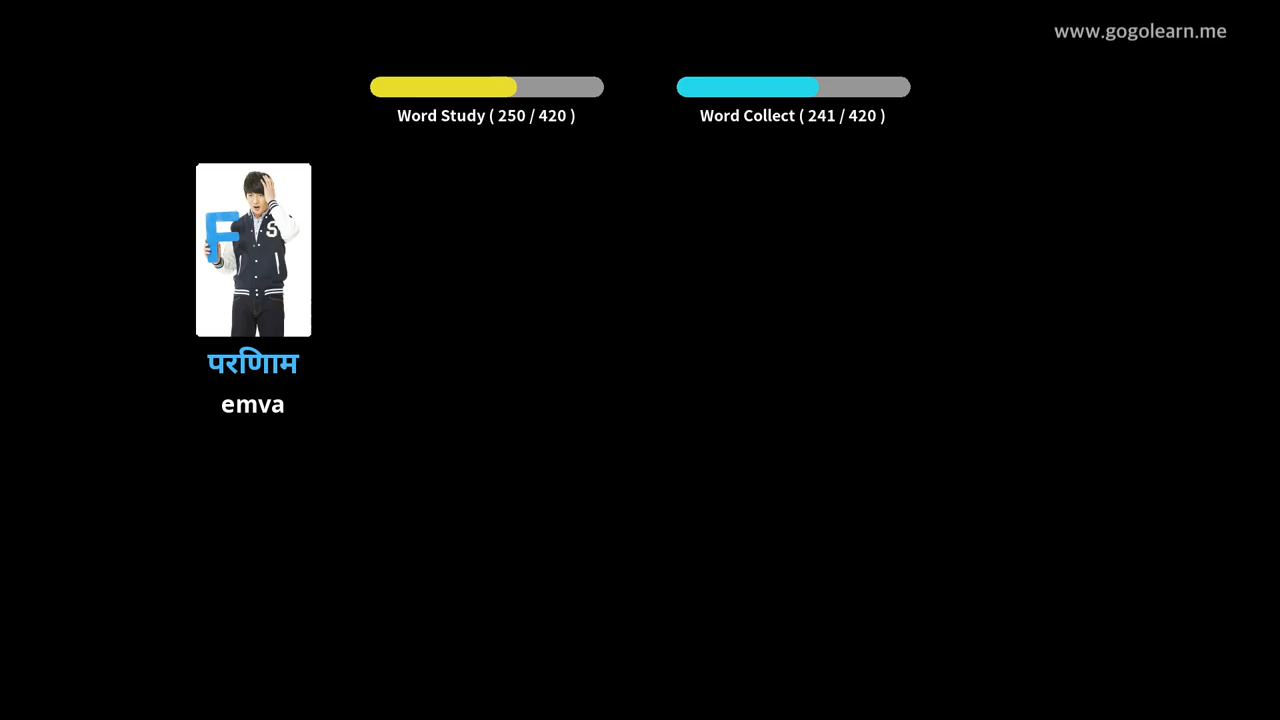 www.gogolearn.me
Word Study ( 250 / 420 )
Word Collect ( 241 / 420 )
F
S
परिणाम
emva